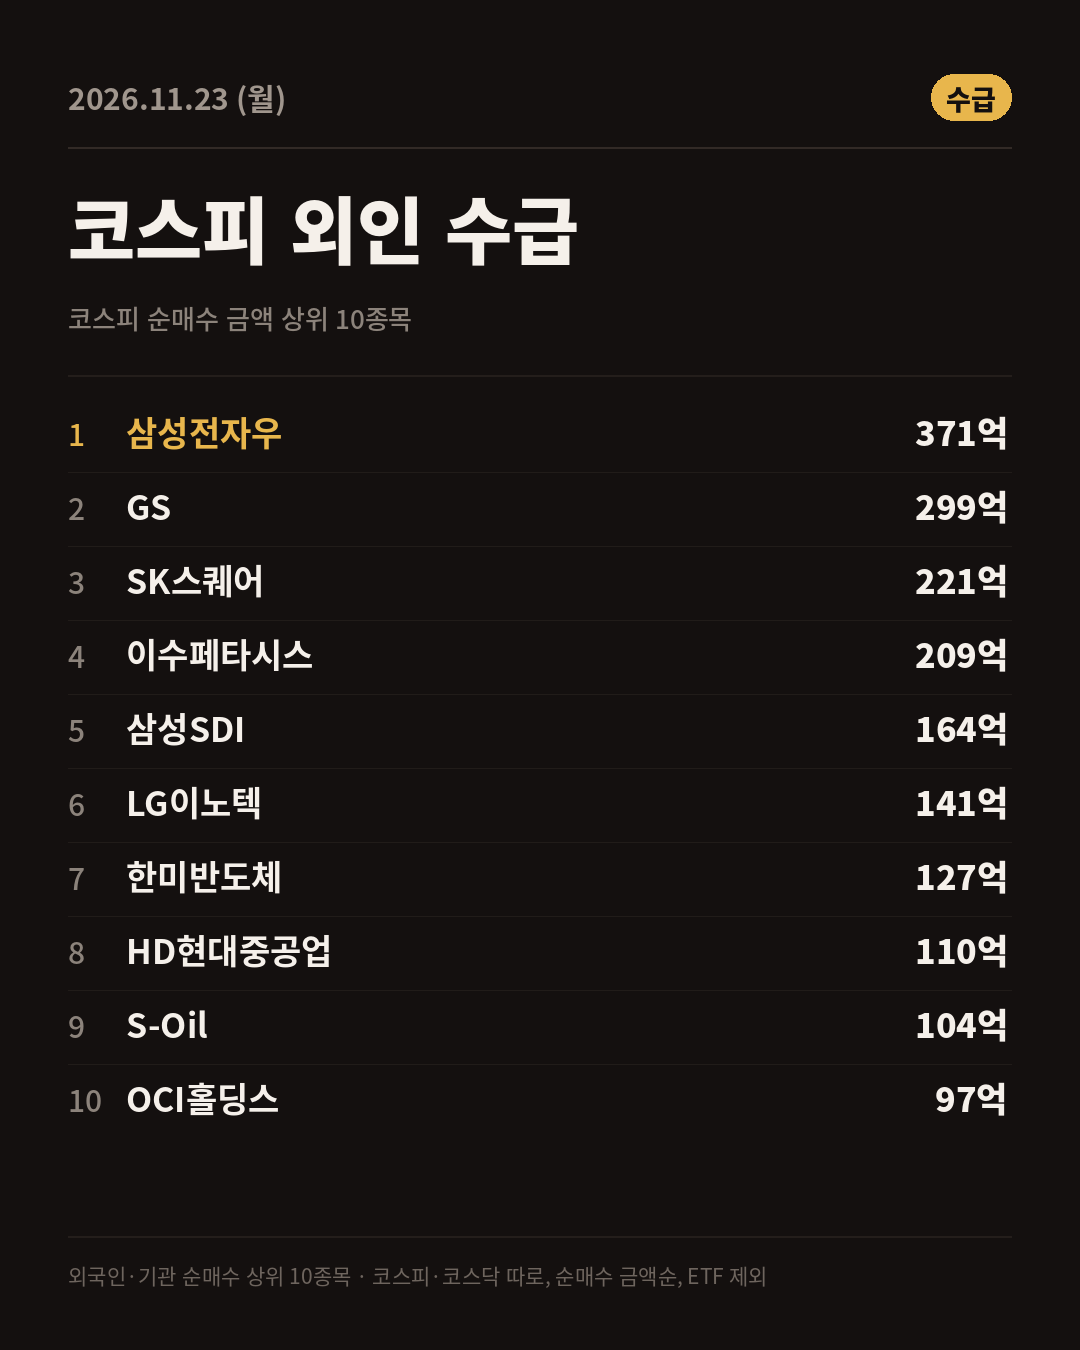 2026.11.23 (월)
수급
코스피 외인 수급
코스피 순매수 금액 상위 10종목
1 삼성전자우 371억
2 GS 299억
3 SK스퀘어 221억
4 이수페타시스 209억
5 삼성SDI 164억
6 LG이노텍 141억
7 한미반도체 127억
8 HD현대중공업 110억
9 S-Oil 104억
10 OCI홀딩스 97억
외국인·기관 순매수 상위 10종목 · 코스피·코스닥 따로, 순매수 금액순, ETF 제외